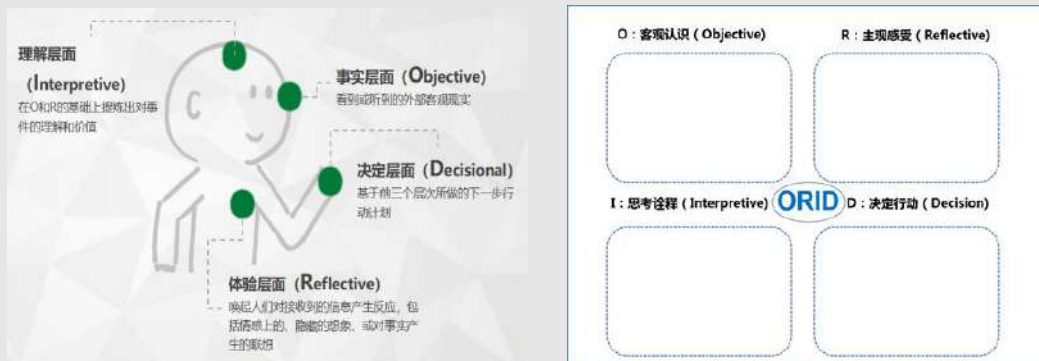 理解层面
（Interpretive）
在O和R的基础上提炼出对事
件的理解和价值
事实层面（Objective）
看到或听到的外部客观现实
决定层面（Decisional）
基于前三个层次所做的下一步行
动计划
体验层面（Reflective）
唤起人们对接收到的信息产生反应，包
括情感上的、隐藏的想象、或对事实产
生的联想
O：客观认识（Objective）
R：主现感受（Reflective）
I：思考诠程（Interpretive）
ORID
D：决定行动（Decision）